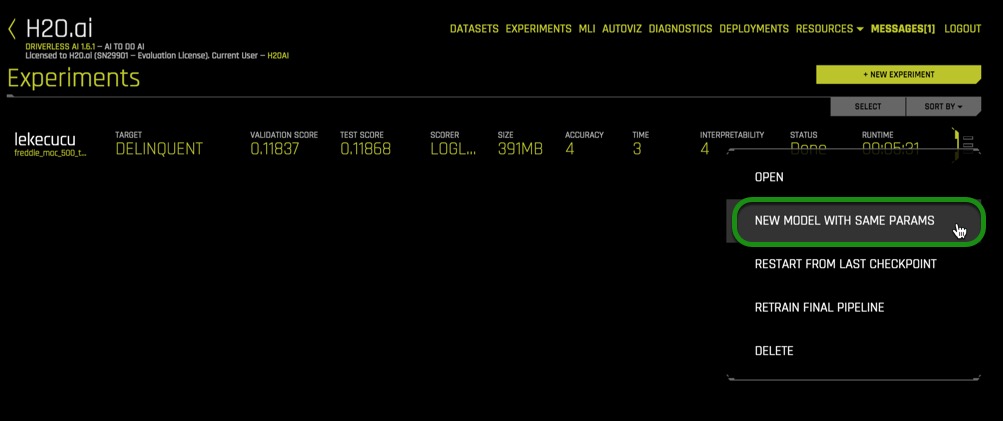 H2O.ai
DRIVERLESS AI 1.6.1 – AI TO DO AI
Licensed to H2O.ai (SN29901 – Evaluation License). Current User – H2OAI
DATASETS EXPERIMENTS MLI AUTOVIZ DIAGNOSTICS DEPLOYMENTS RESOURCES MESSAGES[1] LOGOUT
Experiments
+ NEW EXPERIMENT
SELECT SORT BY
lekecucu
freddie_mac_500_t...
TARGET VALIDATION SCORE TEST SCORE SCORER SIZE ACCURACY TIME INTERPRETABILITY STATUS RUNTIME
DELINQUENT 0.11837 0.11868 LOGL... 391MB 4 3 4 Done 00:05:31
OPEN
NEW MODEL WITH SAME PARAMS
RESTART FROM LAST CHECKPOINT
RETRAIN FINAL PIPELINE
DELETE